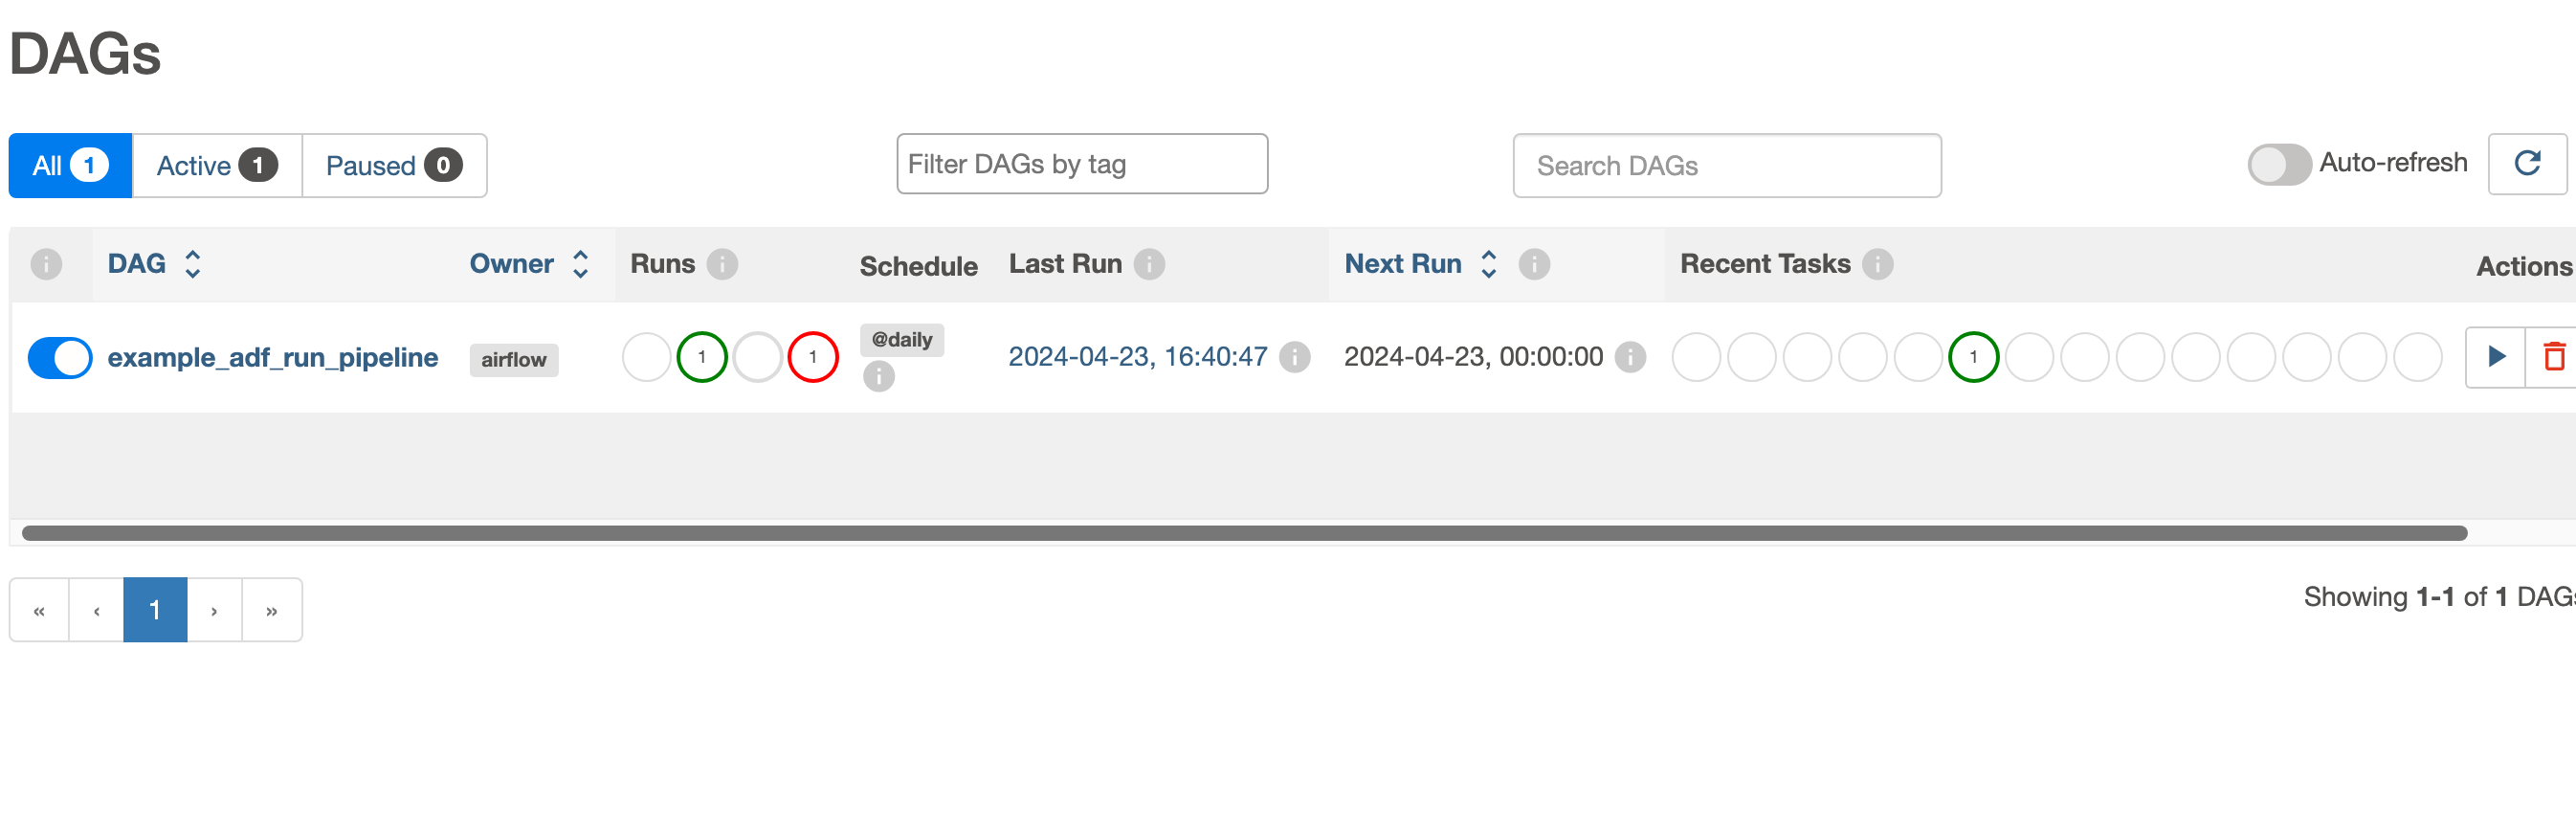 DAGs
All 1 Active 1 Paused 0 Filter DAGs by tag Search DAGs Auto-refresh
i DAG Owner Runs i Schedule Last Run i Next Run i Recent Tasks i Actions
example_adf_run_pipeline airflow 1 1 @daily i 2024-04-23, 16:40:47 i 2024-04-23, 00:00:00 i 1
« ‹ 1 › »
Showing 1-1 of 1 DAGs